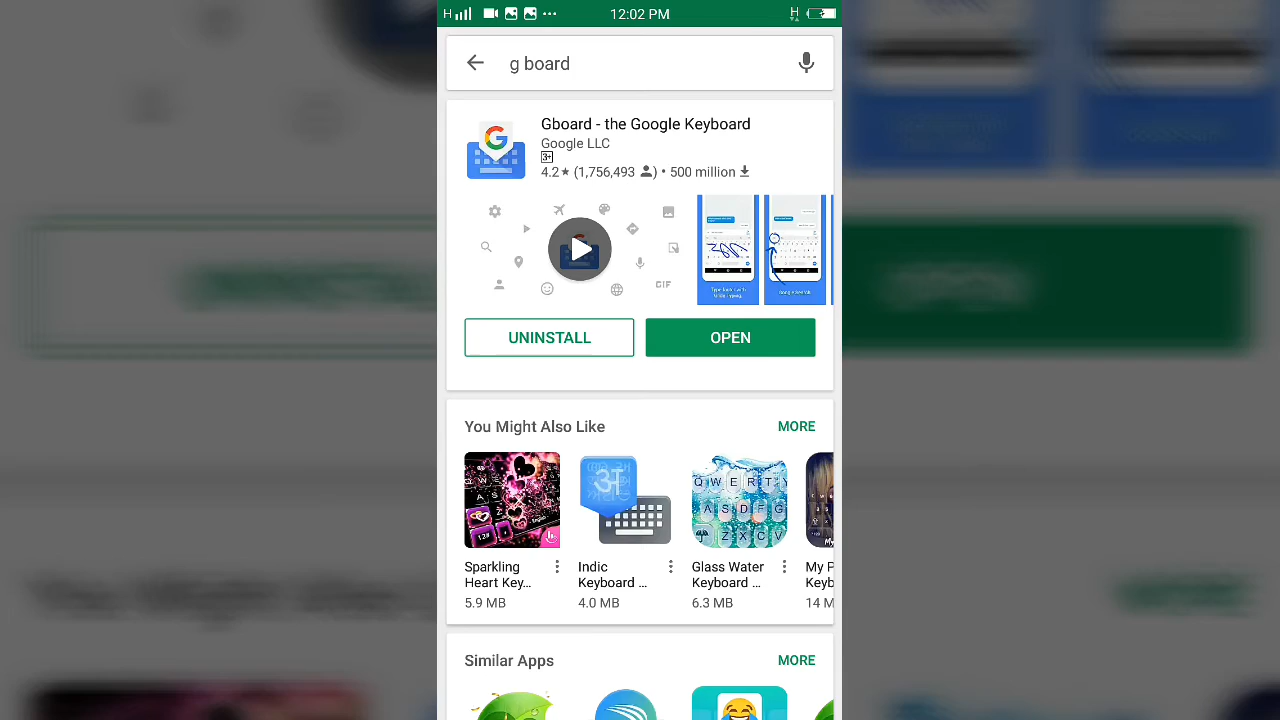 H 12:02 PM H
g board
Gboard - the Google Keyboard
Google LLC
3+
4.2★ (1,756,493 ) • 500 million
GIF
UNINSTALL OPEN
You Might Also Like MORE
Sparkling Heart Key... 
5.9 MB
Indic
Keyboard ...
4.0 MB
Glass Water
Keyboard ...
6.3 MB
My P
Keyb
14 M
Similar Apps MORE